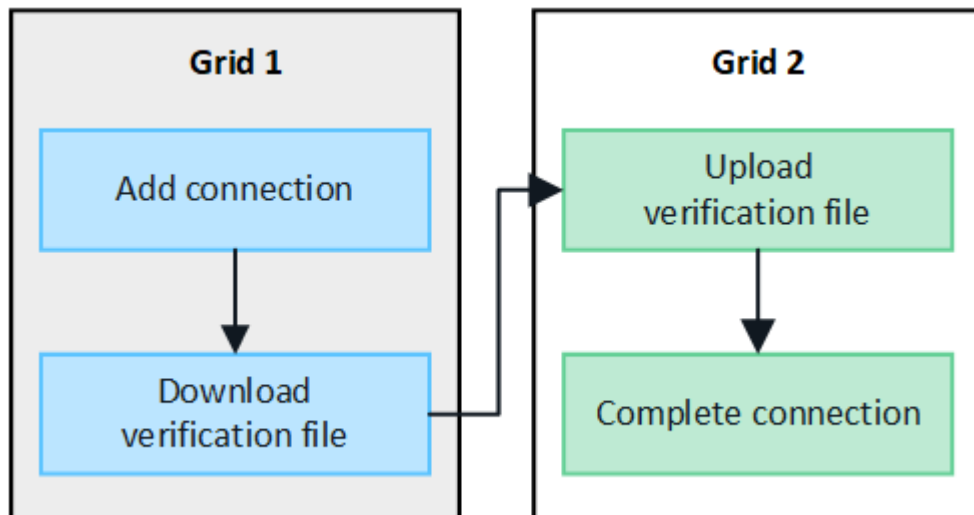 Grid 1
Add connection
Download
verification file
Grid 2
Upload
verification file
Complete connection